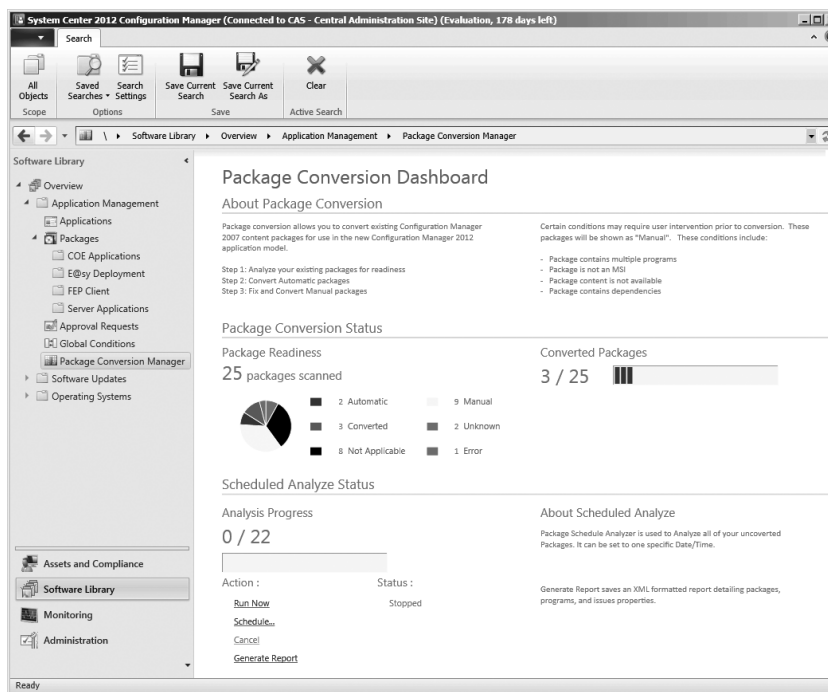 System Center 2012 Configuration Manager (Connected to CAS - Central Administration Site) (Evaluation, 178 days left)
Search
All Objects
Saved Searches
Search Settings
Save Current Search
Save Current Search As
Clear
Scope
Options
Save
Active Search
\ Software Library Overview Application Management Package Conversion Manager
Software Library
Overview
Application Management
Applications
Packages
COE Applications
E@sy Deployment
FEP Client
Server Applications
Approval Requests
Global Conditions
Package Conversion Manager
Software Updates
Operating Systems
Assets and Compliance
Software Library
Monitoring
Administration
Package Conversion Dashboard
About Package Conversion
Package conversion allows you to convert existing Configuration Manager
2007 content packages for use in the new Configuration Manager 2012
application model.
Step 1: Analyze your existing packages for readiness
Step 2: Convert Automatic packages
Step 3: Fix and Convert Manual packages
Certain conditions may require user intervention prior to conversion. These
packages will be shown as "Manual". These conditions include:
- Package contains multiple programs
- Package is not an MSI
- Package content is not available
- Package contains dependencies
Package Conversion Status
Package Readiness
25 packages scanned
2 Automatic
9 Manual
3 Converted
2 Unknown
8 Not Applicable
1 Error
Converted Packages
3 / 25
Scheduled Analyze Status
Analysis Progress
0 / 22
Action :
Status :
Run Now
Stopped
Schedule...
Cancel
Generate Report
About Scheduled Analyze
Package Schedule Analyzer is used to Analyze all of your uncoverted
Packages. It can be set to one specific Date/Time.
Generate Report saves an XML formatted report detailing packages,
programs, and issues properties.
Ready